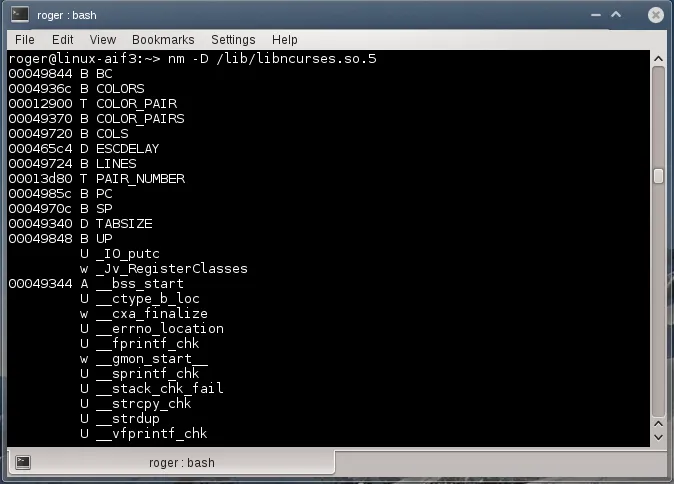 roger : bash
File Edit View Bookmarks Settings Help
roger@linux-aif3:~> nm -D /lib/libncurses.so.5
00049844 B BC
0004936c B COLORS
00012900 T COLOR_PAIR
00049370 B COLOR_PAIRS
00049720 B COLS
000465c4 D ESCDELAY
00049724 B LINES
00013d80 T PAIR_NUMBER
0004985c B PC
0004970c B SP
00049340 D TABSIZE
00049848 B UP
U _IO_putc
w _Jv_RegisterClasses
00049344 A __bss_start
U __ctype_b_loc
w __cxa_finalize
U __errno_location
U __fprintf_chk
w __gmon_start__
U __sprintf_chk
U __stack_chk_fail
U __strcpy_chk
U __strdup
U __vfprintf_chk
roger : bash